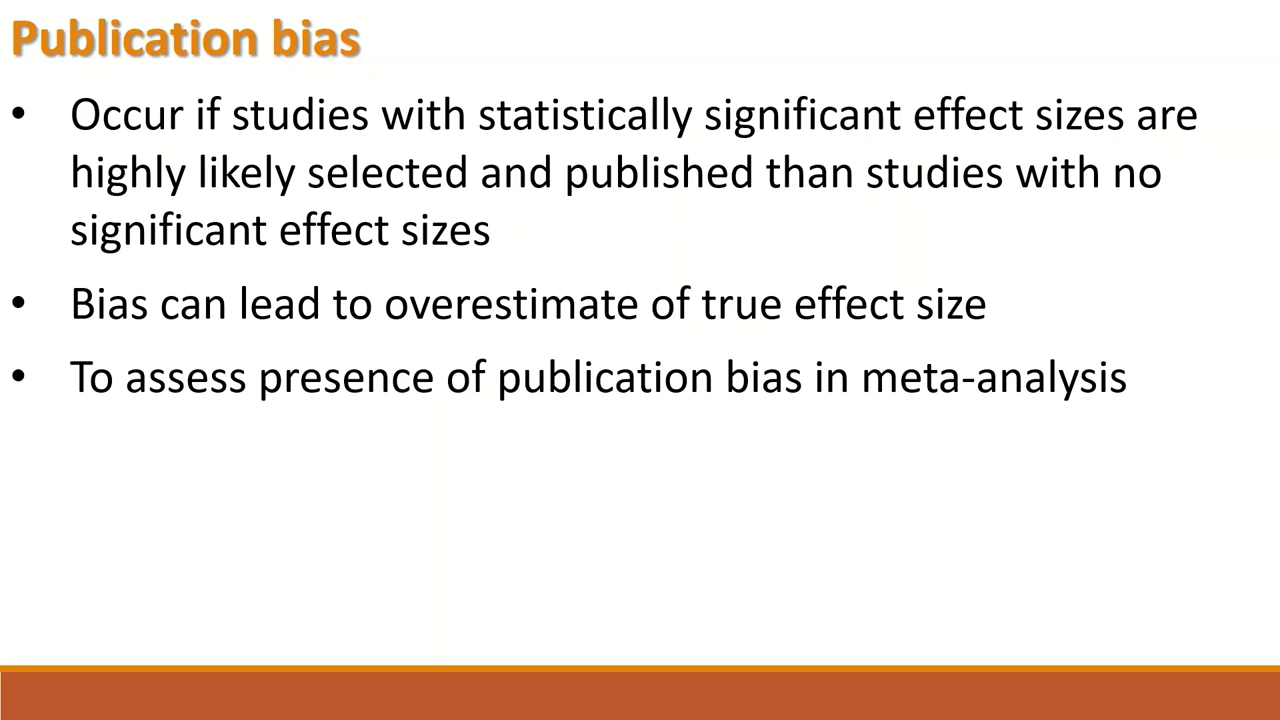 Publication bias
• Occur if studies with statistically significant effect sizes are
highly likely selected and published than studies with no
significant effect sizes
• Bias can lead to overestimate of true effect size
• To assess presence of publication bias in meta-analysis